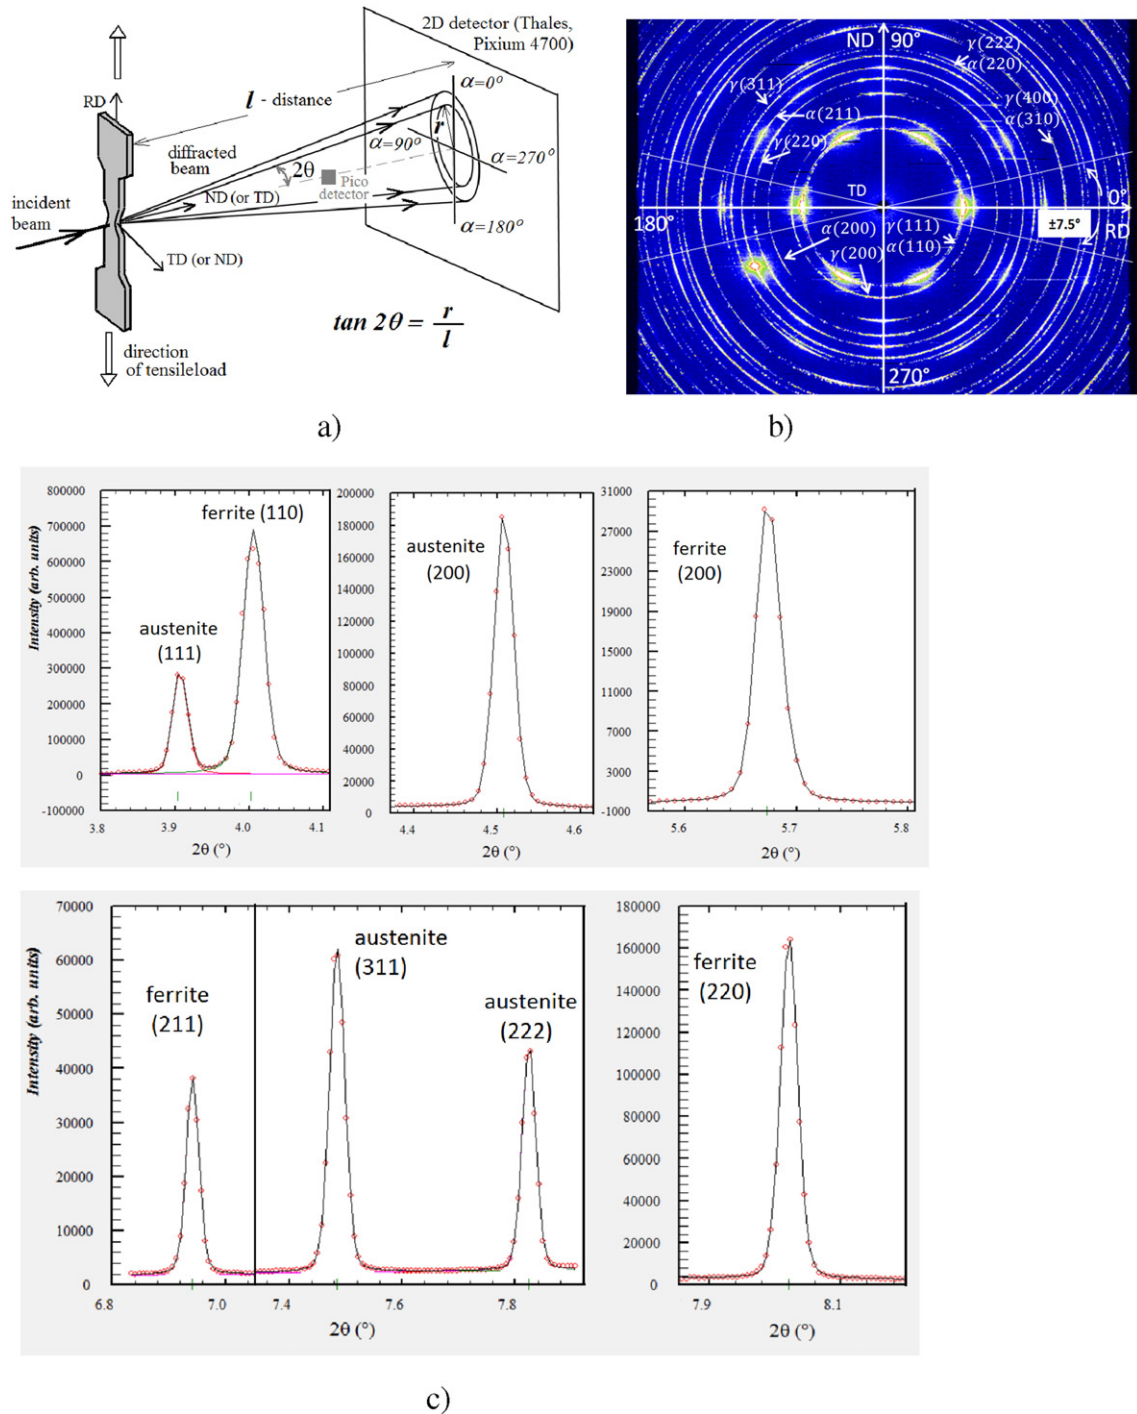 2D detector (Thales,
Pixium 4700)
RD
l - distance
α=0°
r
diffracted
beam
α=90°
2θ
α=270°
Pico
detector
ND (or TD)
incident
beam
α=180°
TD (or ND)
tan 2θ = r
l
direction
of tensileload
a)
ND 90°
γ(222)
α(220)
γ(311)
γ(400)
α(310)
α(211)
γ(220)
TD
0°
180°
RD
±7.5°
α(200)
γ(111)
α(110)
γ(200)
270°
b)
Intensity (arb. units)
800000
700000
600000
500000
400000
300000
200000
100000
0
-100000
ferrite (110)
austenite
(111)
3.8 3.9 4.0 4.1
2θ (°)
200000
180000
160000
140000
120000
100000
80000
60000
40000
20000
0
austenite
(200)
4.4 4.5 4.6
2θ (°)
31000
27000
23000
19000
15000
11000
7000
3000
-1000
ferrite
(200)
5.6 5.7 5.8
2θ (°)
Intensity (arb. units)
70000
60000
50000
40000
30000
20000
10000
0
ferrite
(211)
austenite
(311)
austenite
(222)
6.8 7.0 7.4 7.6 7.8
2θ (°)
180000
160000
140000
120000
100000
80000
60000
40000
20000
0
ferrite
(220)
7.9 8.1
2θ (°)
c)